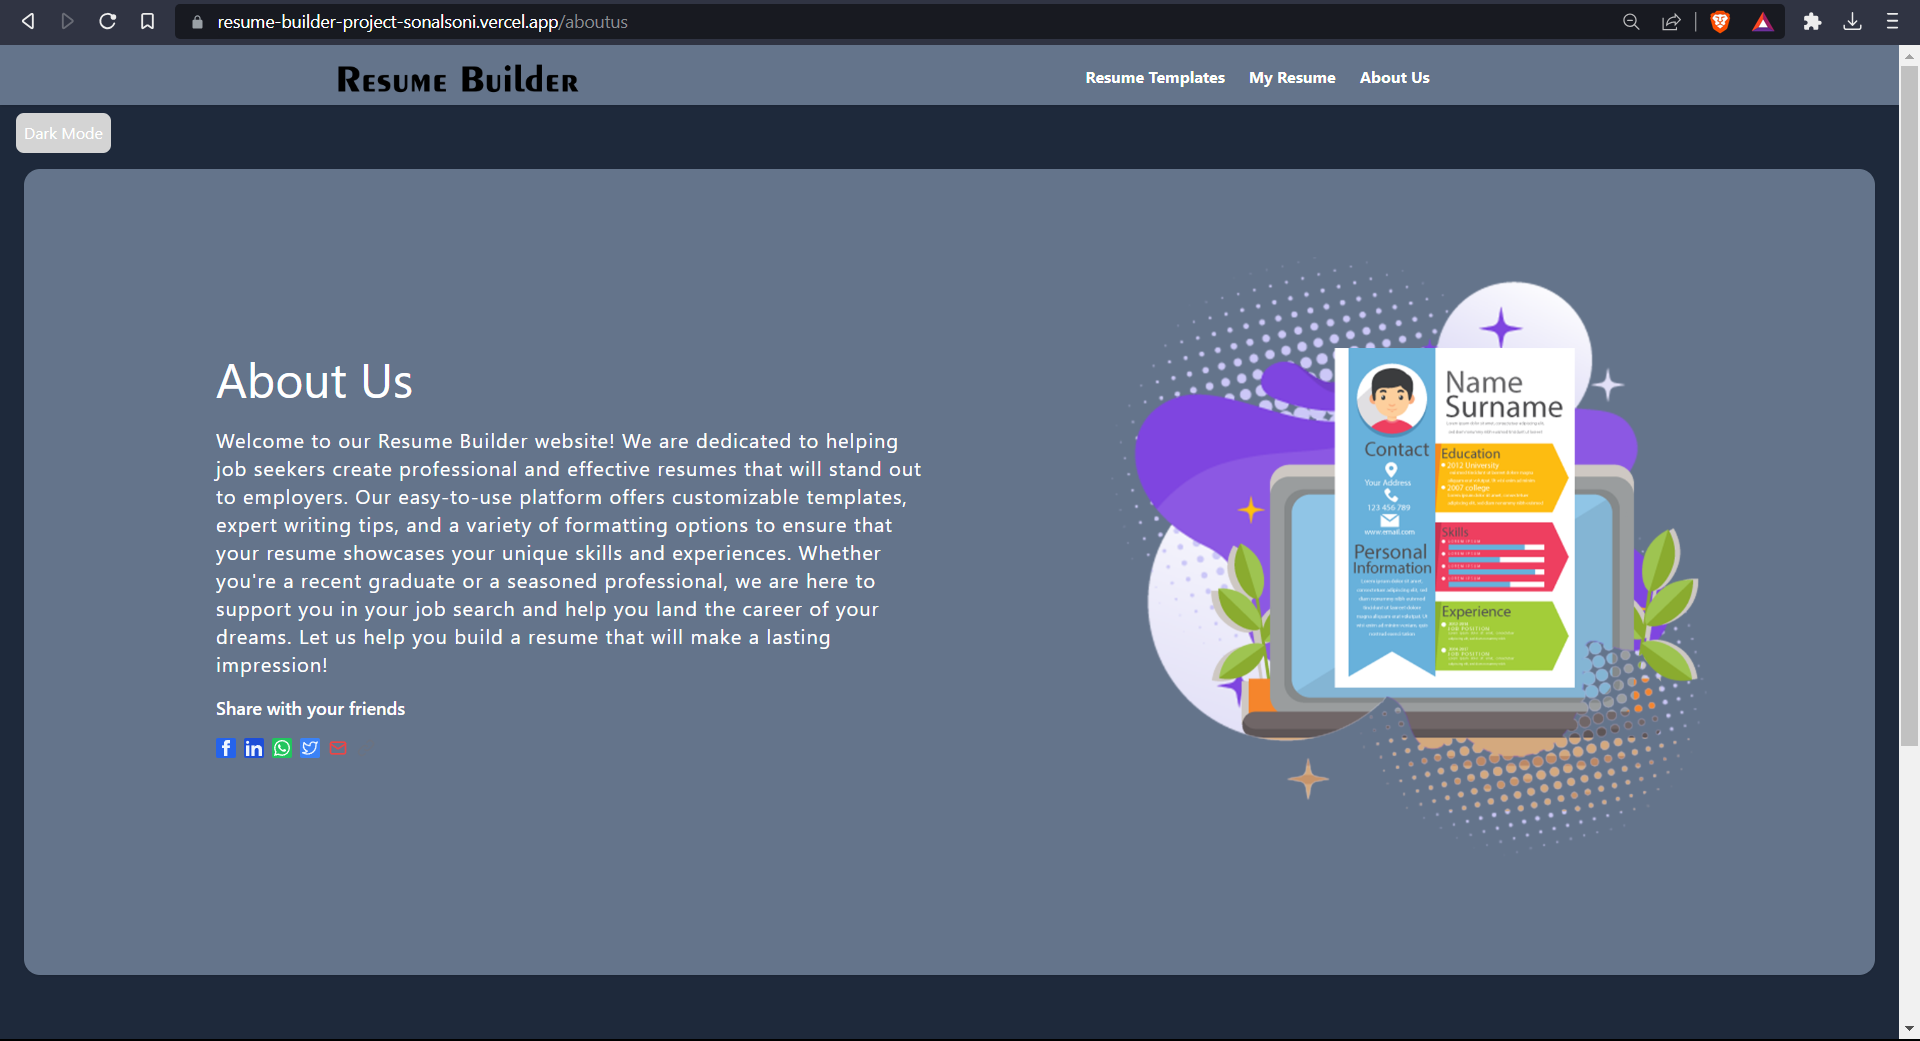 resume-builder-project-sonalsoni.vercel.app/aboutus
Resume Builder
Resume Templates
My Resume
About Us
Dark Mode
About Us
Welcome to our Resume Builder website! We are dedicated to helping
job seekers create professional and effective resumes that will stand out
to employers. Our easy-to-use platform offers customizable templates,
expert writing tips, and a variety of formatting options to ensure that
your resume showcases your unique skills and experiences. Whether
you're a recent graduate or a seasoned professional, we are here to
support you in your job search and help you land the career of your
dreams. Let us help you build a resume that will make a lasting
impression!
Share with your friends
Name
Surname
Contact
Your Address
123 456 789
www.email.com
Personal
Information
Education
2012 University
2007 college
Skills
Experience